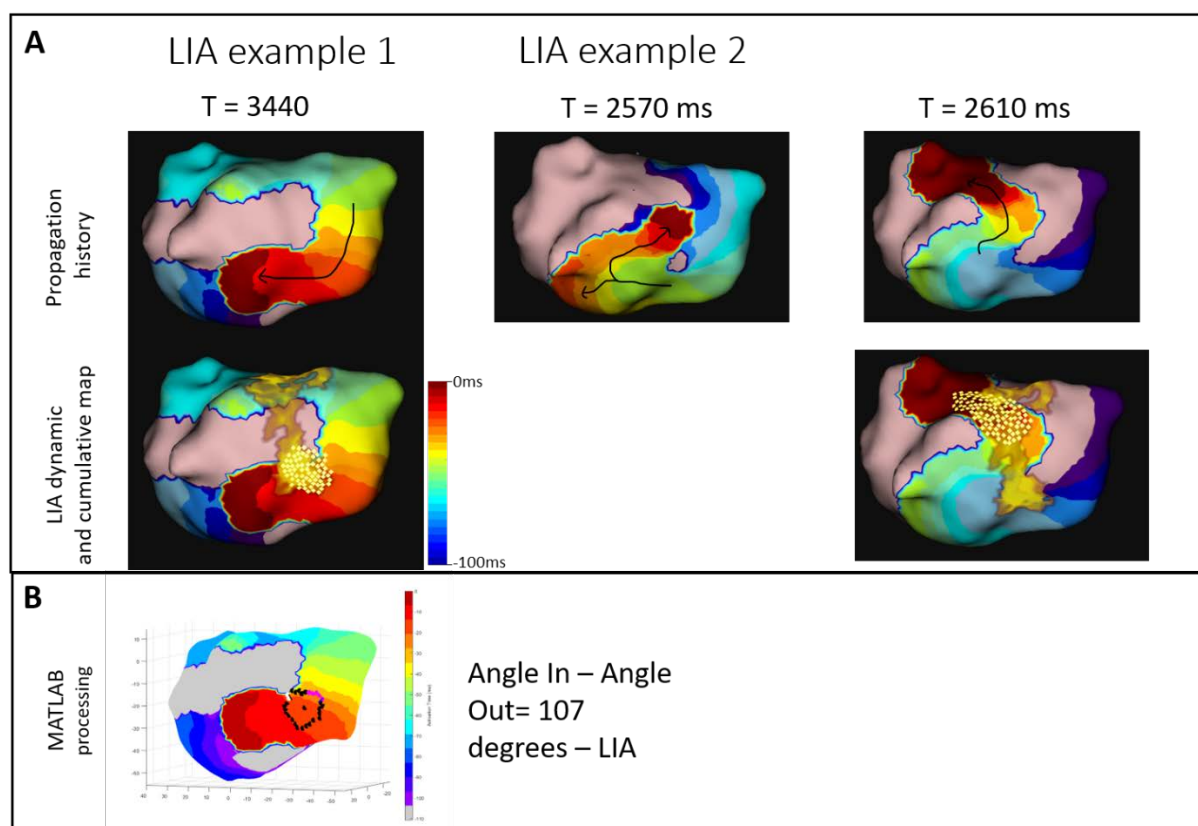 A
LIA example 1
LIA example 2
T = 3440
T = 2570 ms
T = 2610 ms
Propagation
history
LIA dynamic
and cumulative map
0ms
-100ms
B
MATLAB
processing
Angle In – Angle
Out= 107
degrees – LIA